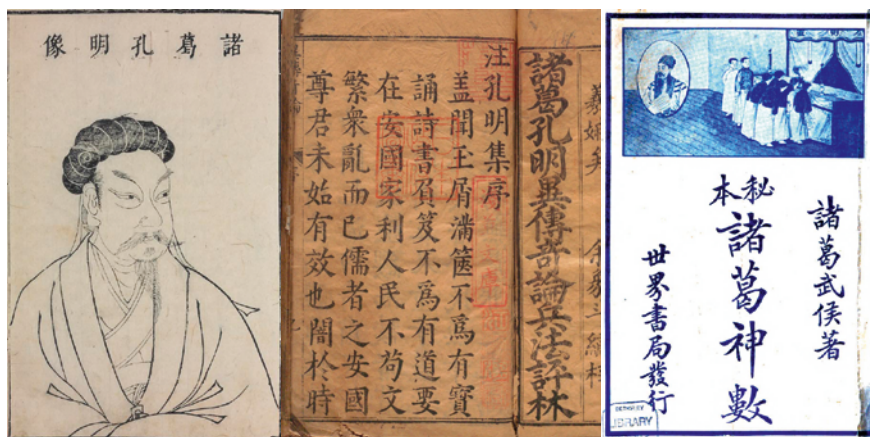 諸葛孔明像
諸葛孔明異傳奇論兵法評林
注孔明集序
盖聞玉屑滿篋不爲有寶
誦詩書負笈不爲有道要
在安國家利人民不苟文
繁衆亂而已儒者之安國
尊君未始有效也闇於時
諸葛武侯著
秘本
諸葛神數
世界書局發行
LIBRARY